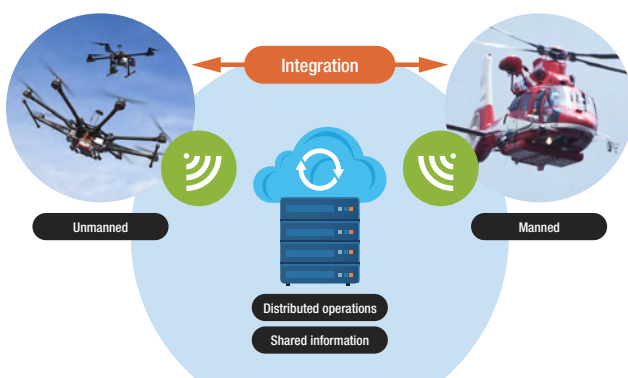 Integration
Unmanned
Manned
Distributed operations
Shared information